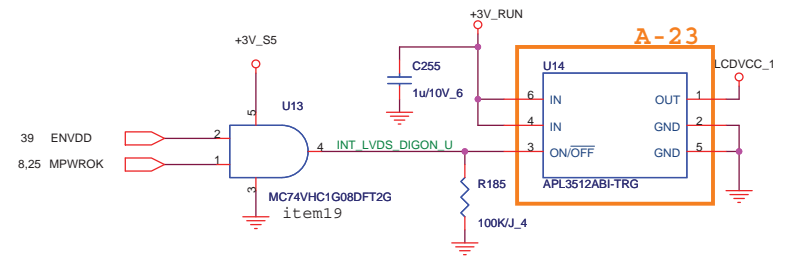 +3V_RUN
A-23
+3V_S5
C255
1u/10V_6
U14
LCDVCC_1
U13
5
6
IN
OUT
1
39 ENVDD
2
4
IN
GND
2
4
INT_LVDS_DIGON_U
3
ON/OFF
GND
5
8,25 MPWROK
1
3
MC74VHC1G08DFT2G
item19
R185
100K/J_4
APL3512ABI-TRG